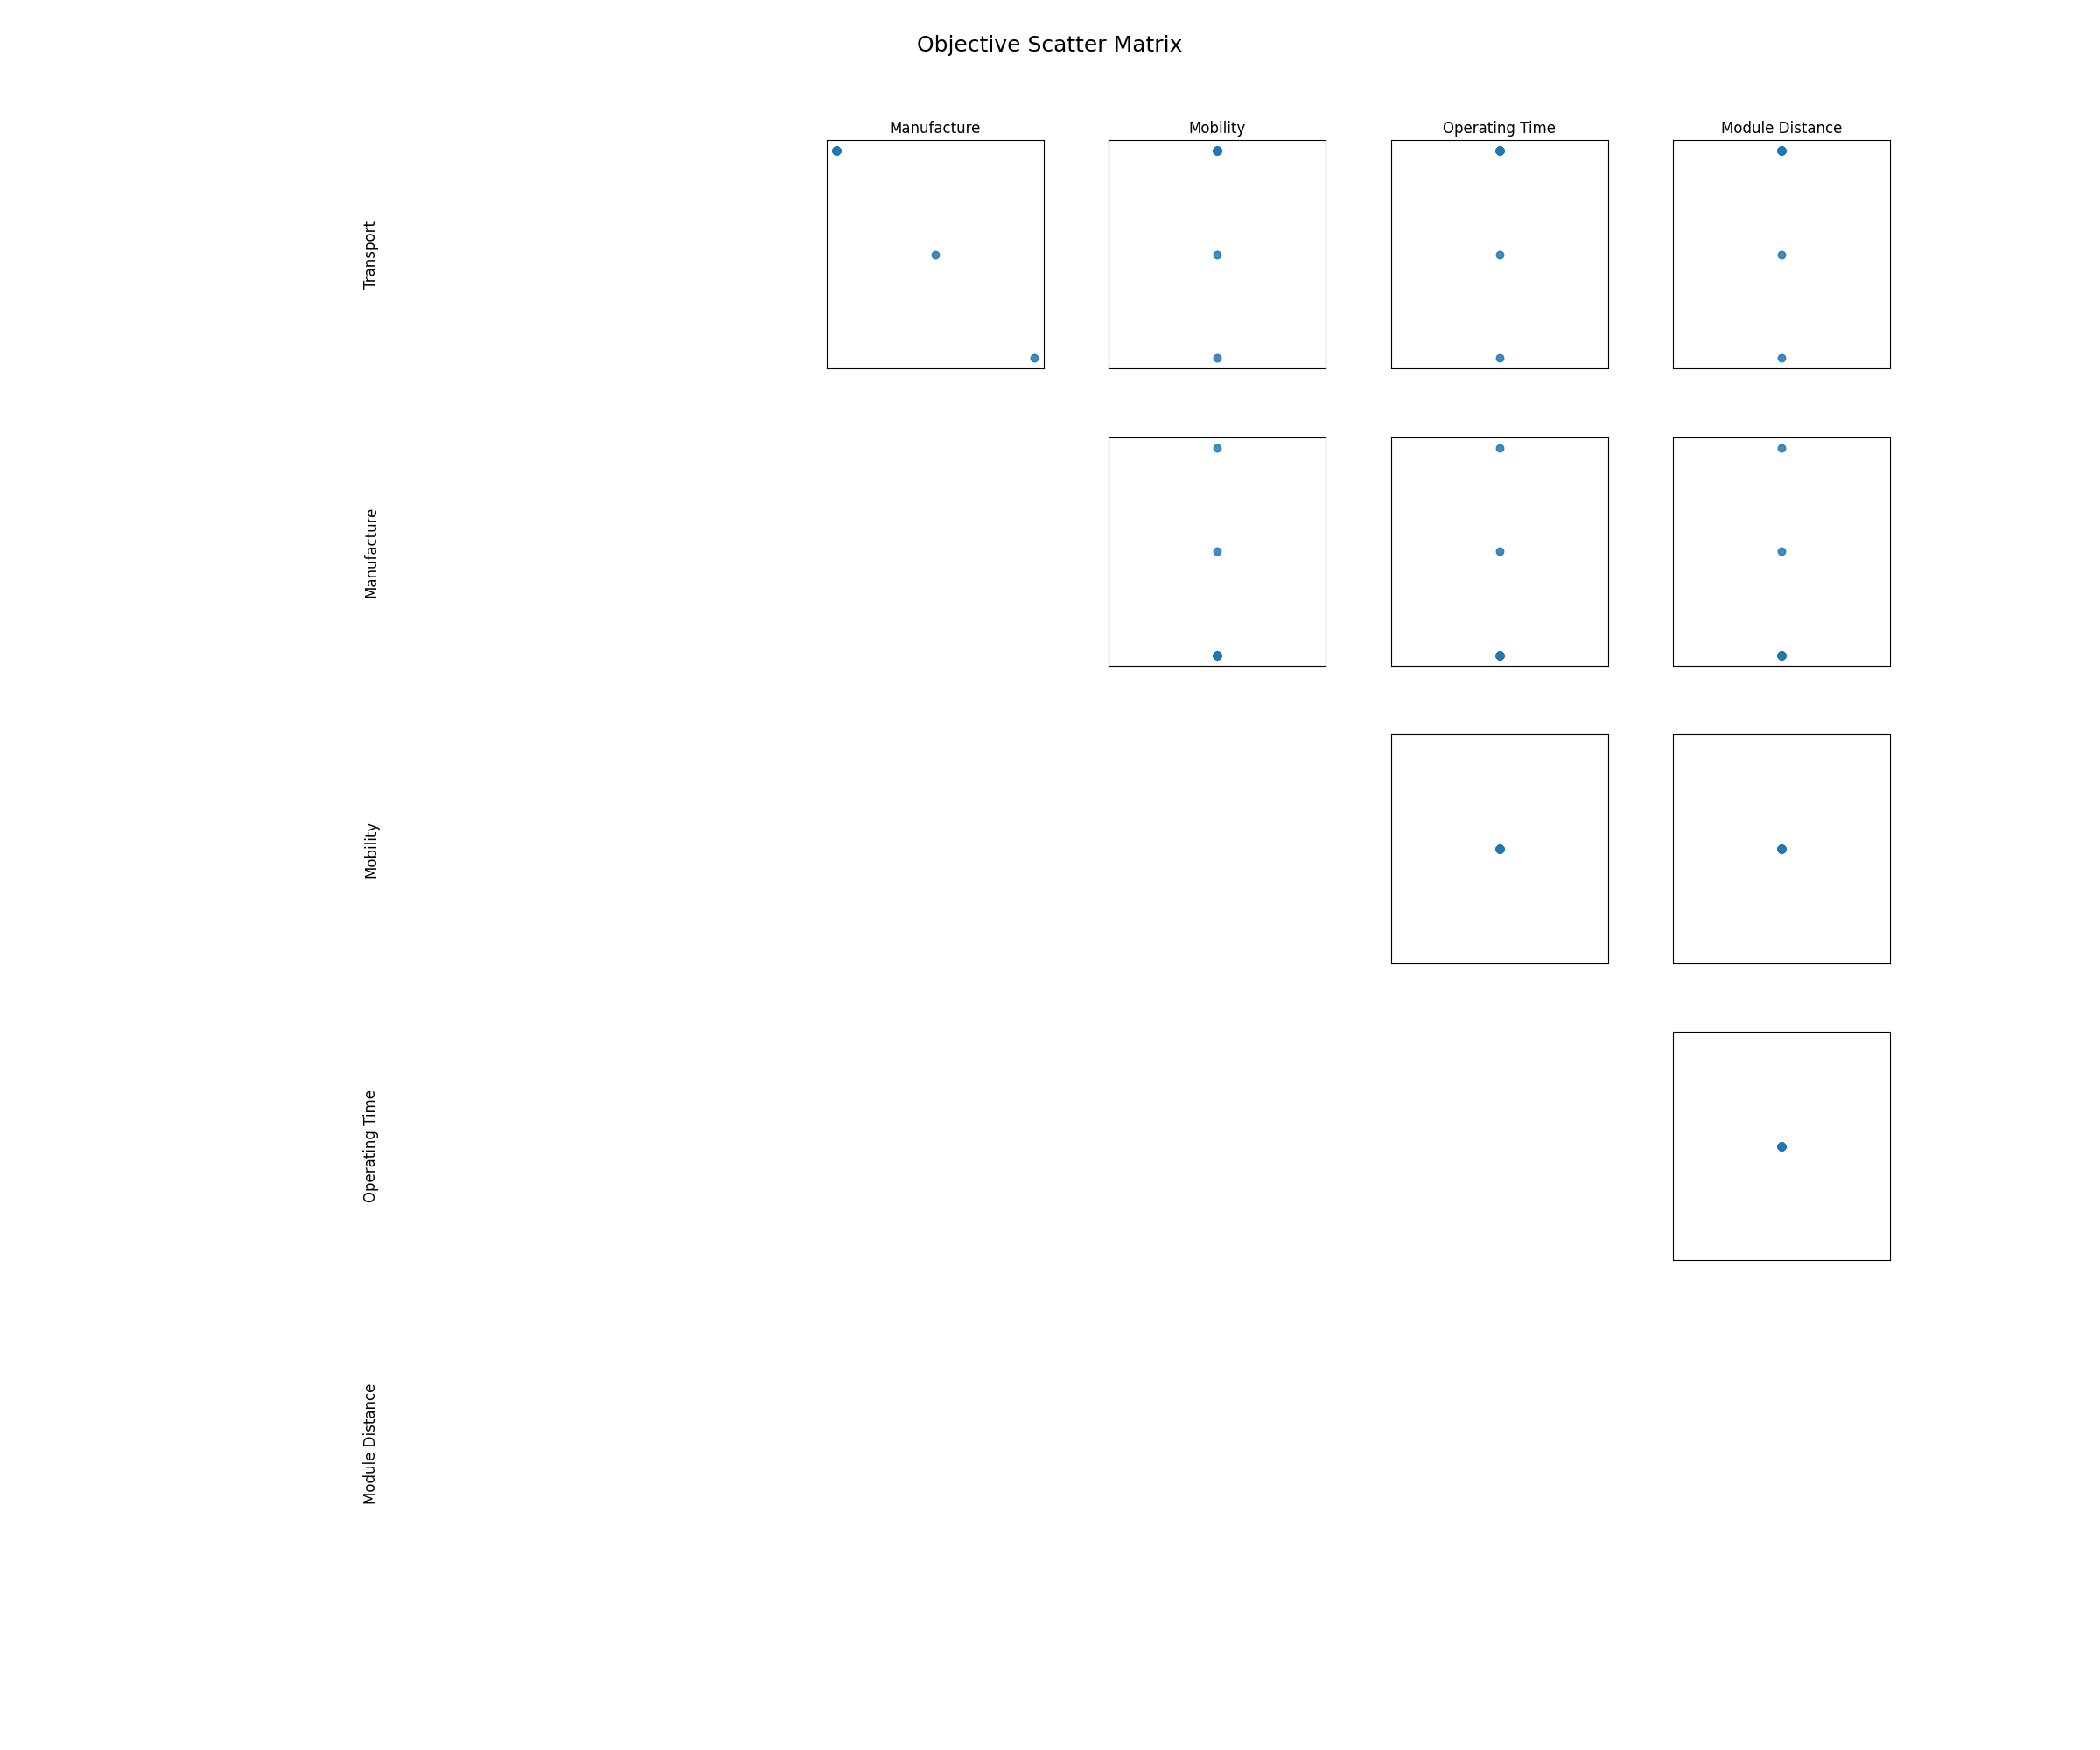 Objective Scatter Matrix
Manufacture
Mobility
Operating Time
Module Distance
Transport
Manufacture
Mobility
Operating Time
Module Distance